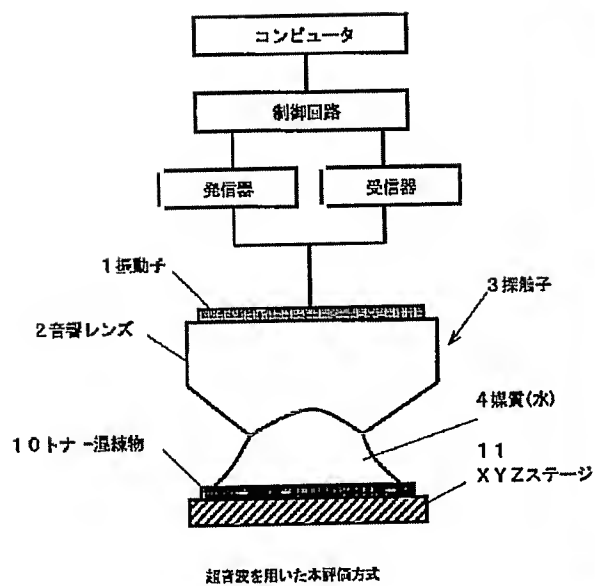 コンピュータ
制御回路
発信器
受信器
1振動子
3探触子
2音響レンズ
4媒質(水)
10トナー混練物
11
XYZステージ
超音波を用いた本評価方式